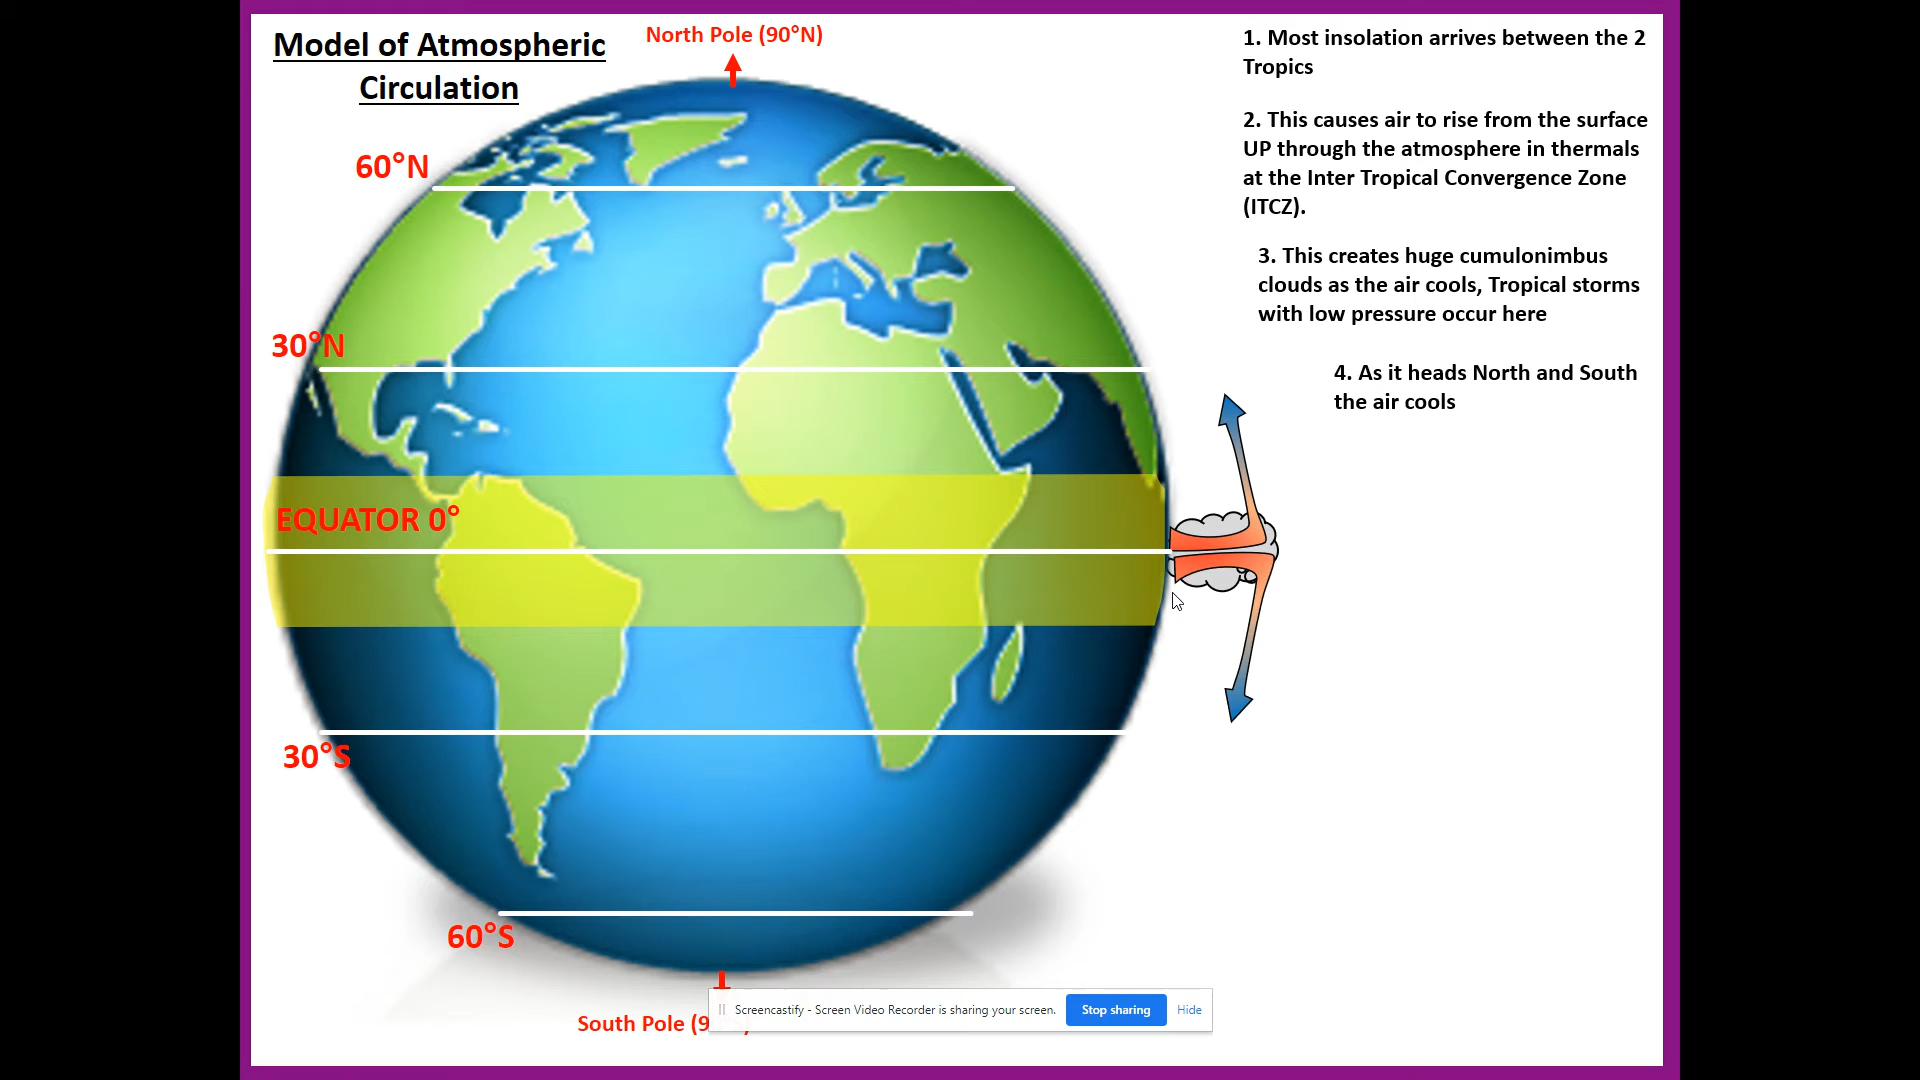 Model of Atmospheric
Circulation
North Pole (90°N)
60°N
30°N
EQUATOR 0°
30°S
60°S
South Pole (9
1. Most insolation arrives between the 2
Tropics
2. This causes air to rise from the surface
UP through the atmosphere in thermals
at the Inter Tropical Convergence Zone
(ITCZ).
3. This creates huge cumulonimbus
clouds as the air cools, Tropical storms
with low pressure occur here
4. As it heads North and South
the air cools
Screencastify - Screen Video Recorder is sharing your screen.
Stop sharing
Hide